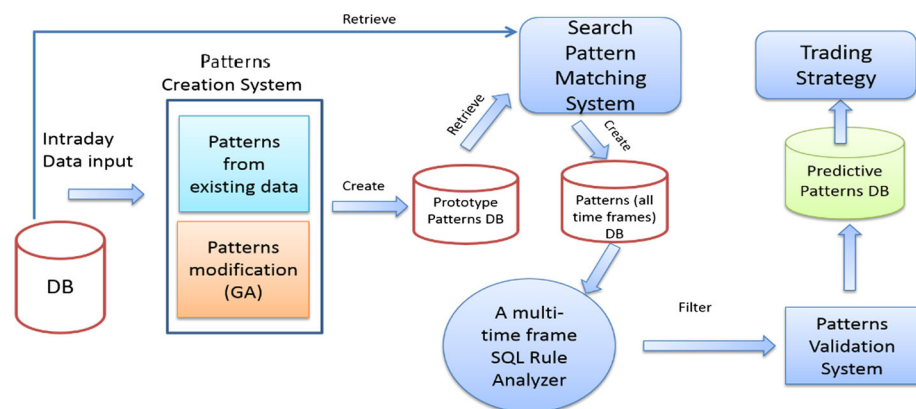 Retrieve
Patterns
Creation System
Intraday
Data input
Patterns
from
existing data
Patterns
modification
(GA)
DB
Create
Prototype
Patterns DB
Retrieve
Search
Pattern
Matching
System
Create
Patterns (all
time frames)
DB
A multi-
time frame
SQL Rule
Analyzer
Filter
Patterns
Validation
System
Predictive
Patterns DB
Trading
Strategy